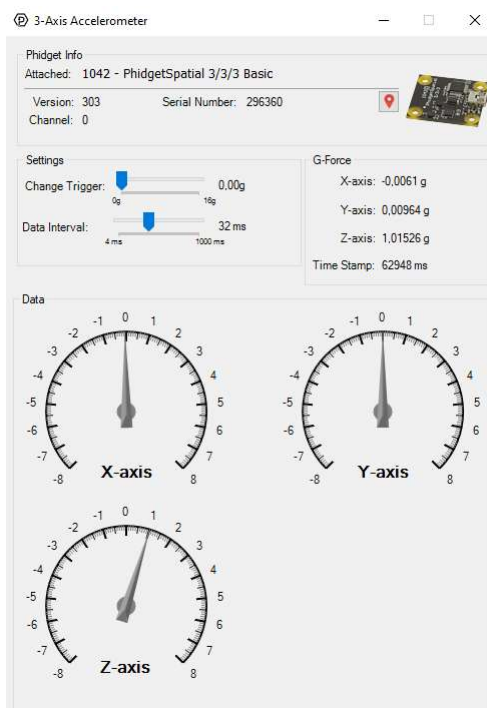 3-Axis Accelerometer
Phidget Info
Attached: 1042 - PhidgetSpatial 3/3/3 Basic
Version: 303 Serial Number: 296360
Channel: 0
Settings
Change Trigger: 0,00g
0g 16g
Data Interval: 32 ms
4 ms 1000 ms
G-Force
X-axis: -0,0061 g
Y-axis: 0,00964 g
Z-axis: 1,01526 g
Time Stamp: 62948 ms
Data
-8 -7 -6 -5 -4 -3 -2 -1 0 1 2 3 4 5 6 7 8
X-axis
-8 -7 -6 -5 -4 -3 -2 -1 0 1 2 3 4 5 6 7 8
Y-axis
-8 -7 -6 -5 -4 -3 -2 -1 0 1 2 3 4 5 6 7 8
Z-axis